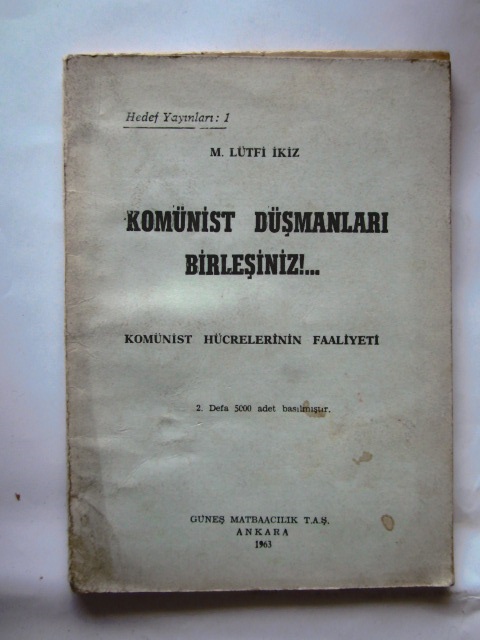 Hedef Yayınları: 1
M. LÜTFİ İKİZ
KOMÜNİST DÜŞMANLARI
BİRLEŞİNİZ!...
KOMÜNİST HÜCRELERİNİN FAALİYETİ
2. Defa 5000 adet basılmıştır.
GÜNEŞ MATBAACILIK T.A.Ş.
ANKARA
1963